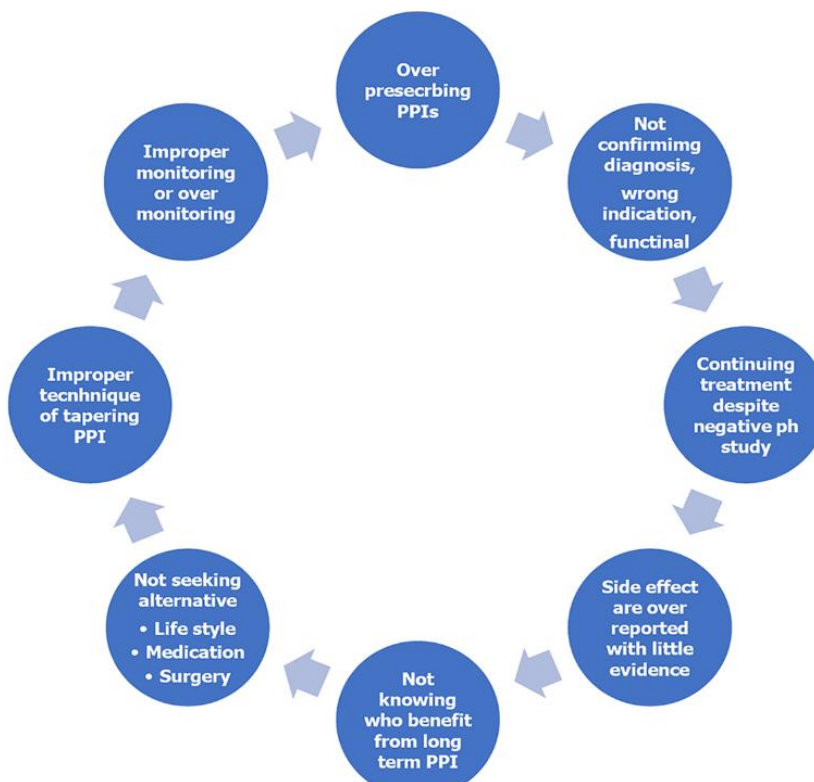 Over
presecrbing
PPIs
Not
confirmimg
diagnosis,
wrong
indication,
functinal
Continuing
treatment
despite
negative ph
study
Side effect
are over
reported
with little
evidence
Not
knowing
who benefit
from long
term PPI
Not seeking
alternative
• Life style
• Medication
• Surgery
Improper
tecnhnique
of tapering
PPI
Improper
monitoring
or over
monitoring